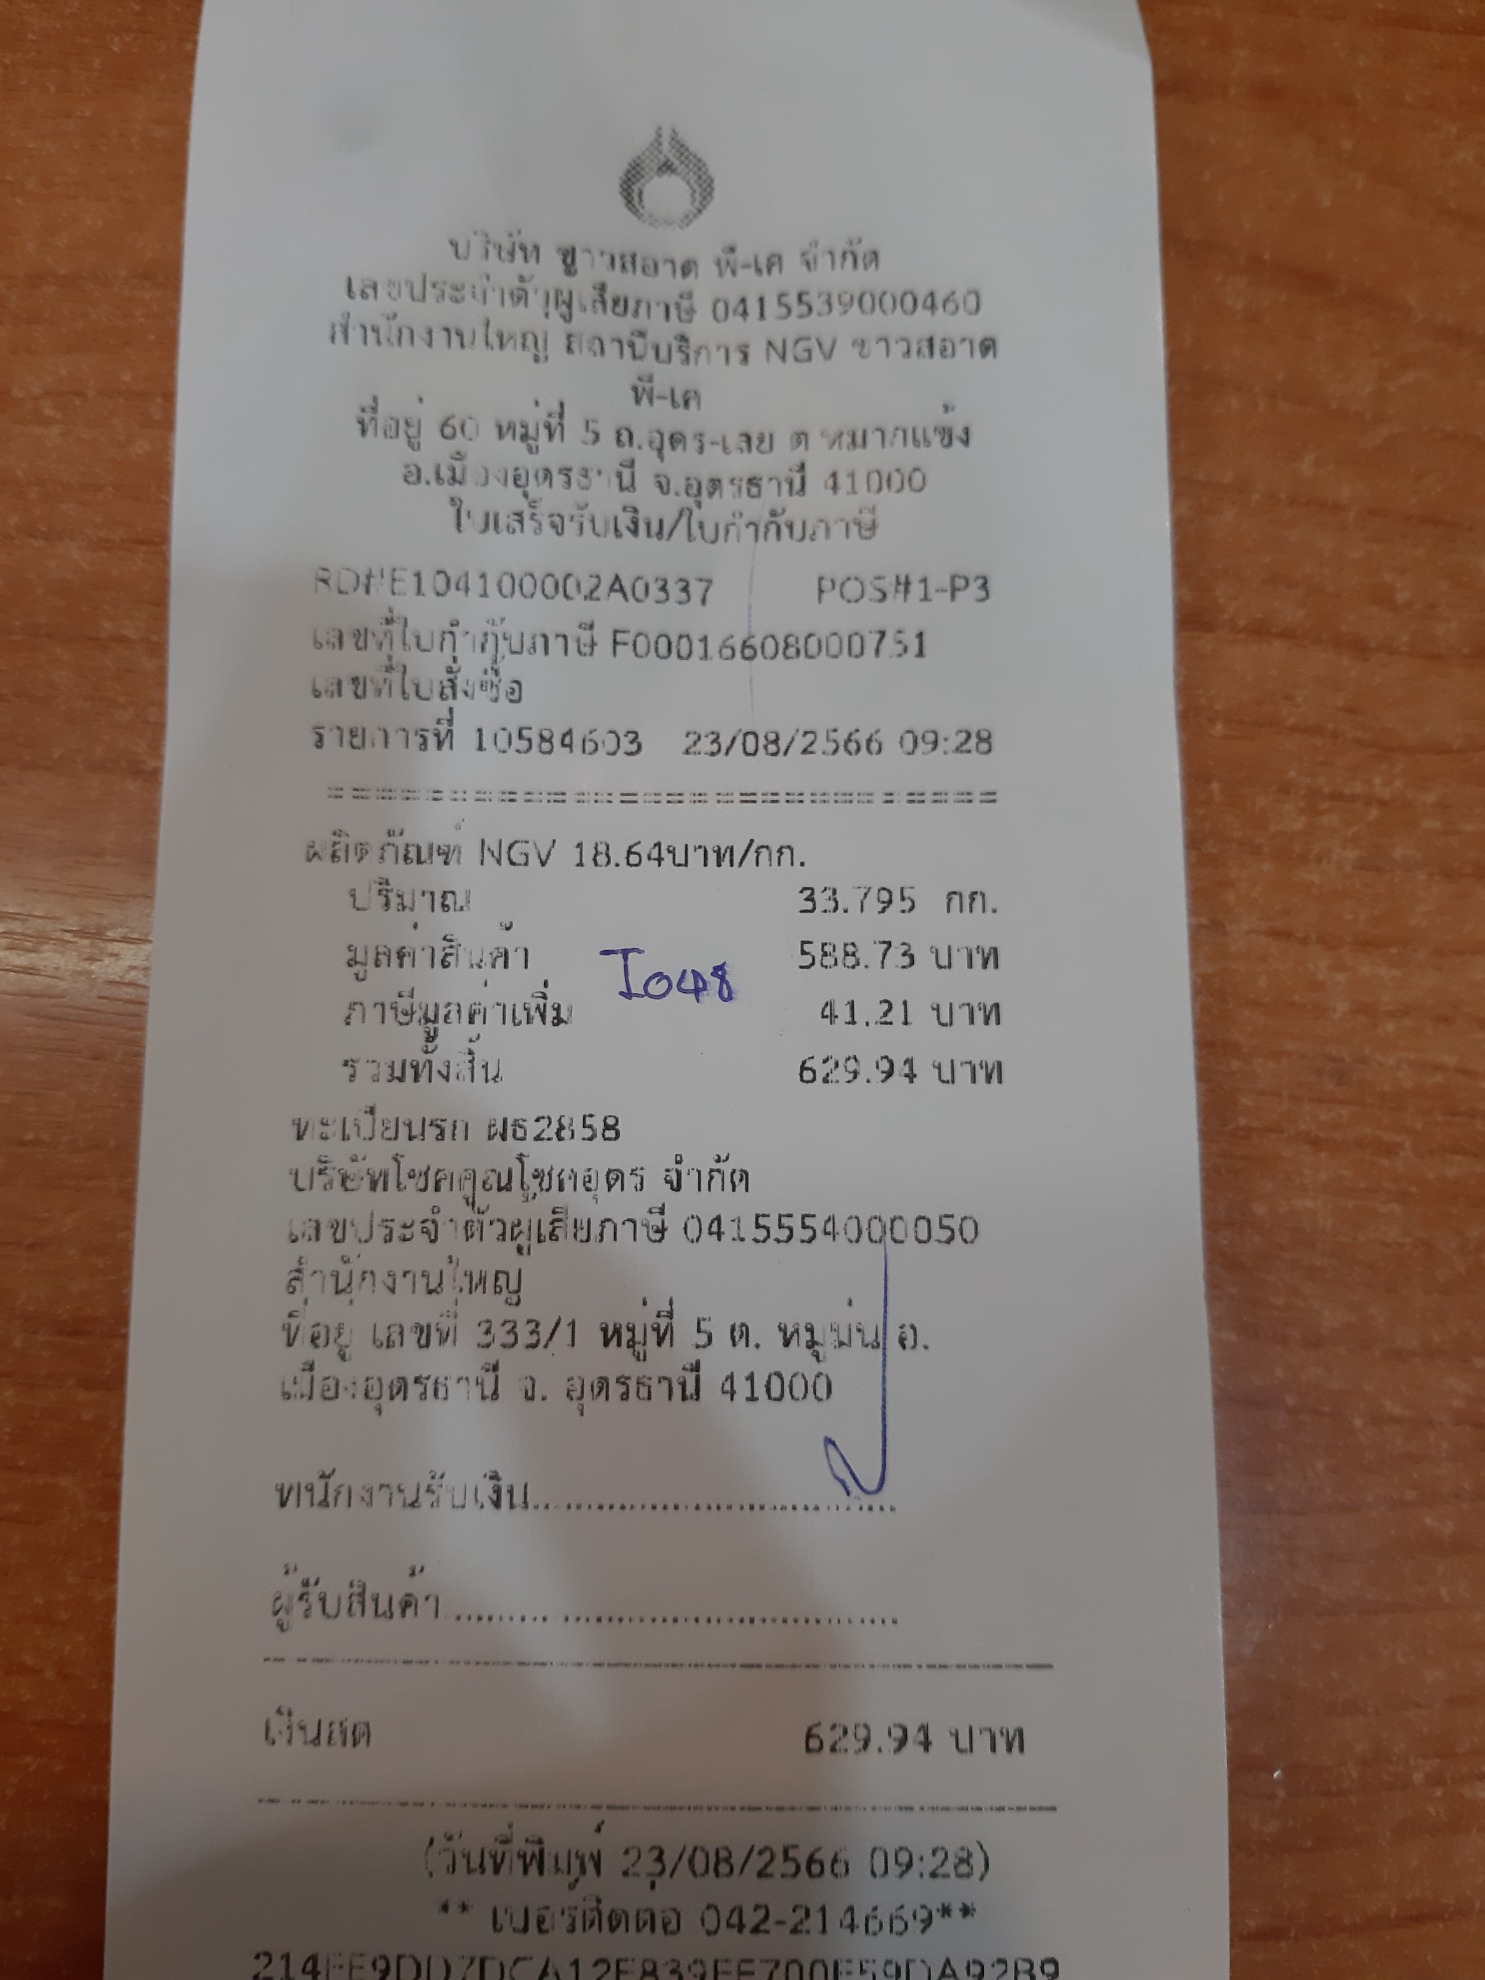 บริษัท ขาวสอาด พี-เค จำกัด
เลขประจำตัวผู้เสียภาษี 0415539000460
สำนักงานใหญ่ สถานีบริการ NGV ขาวสอาด
พี-เค
ที่อยู่ 60 หมู่ที่ 5 ถ.อุดร-เลย ต หมากแข้ง
อ.เมืองอุดรธานี จ.อุดรธานี 41000
ใบเสร็จรับเงิน/ใบกำกับภาษี
RD#E104100002A0337 POS#1-P3
เลขที่ใบกำกับภาษี F00016608000751
เลขที่ใบสั่งซื้อ
รายการที่ 10584603 23/08/2566 09:28
ผลิตภัณฑ์ NGV 18.64บาท/กก.
ปริมาณ 33.795 กก.
มูลค่าสินค้า 588.73 บาท
I048
ภาษีมูลค่าเพิ่ม 41.21 บาท
รวมทั้งสิ้น 629.94 บาท
ทะเบียนรถ ผธ2858
บริษัทโชคคูณโชคอุดร จำกัด
เลขประจำตัวผู้เสียภาษี 0415554000050
สำนักงานใหญ่
ที่อยู่ เลขที่ 333/1 หมู่ที่ 5 ต. หมูม่น อ.
เมืองอุดรธานี จ. อุดรธานี 41000
พนักงานรับเงิน..........................
ผู้รับสินค้า..........................
เงินสด 629.94 บาท
(วันที่พิมพ์ 23/08/2566 09:28)
** เบอร์ติดต่อ 042-214669**